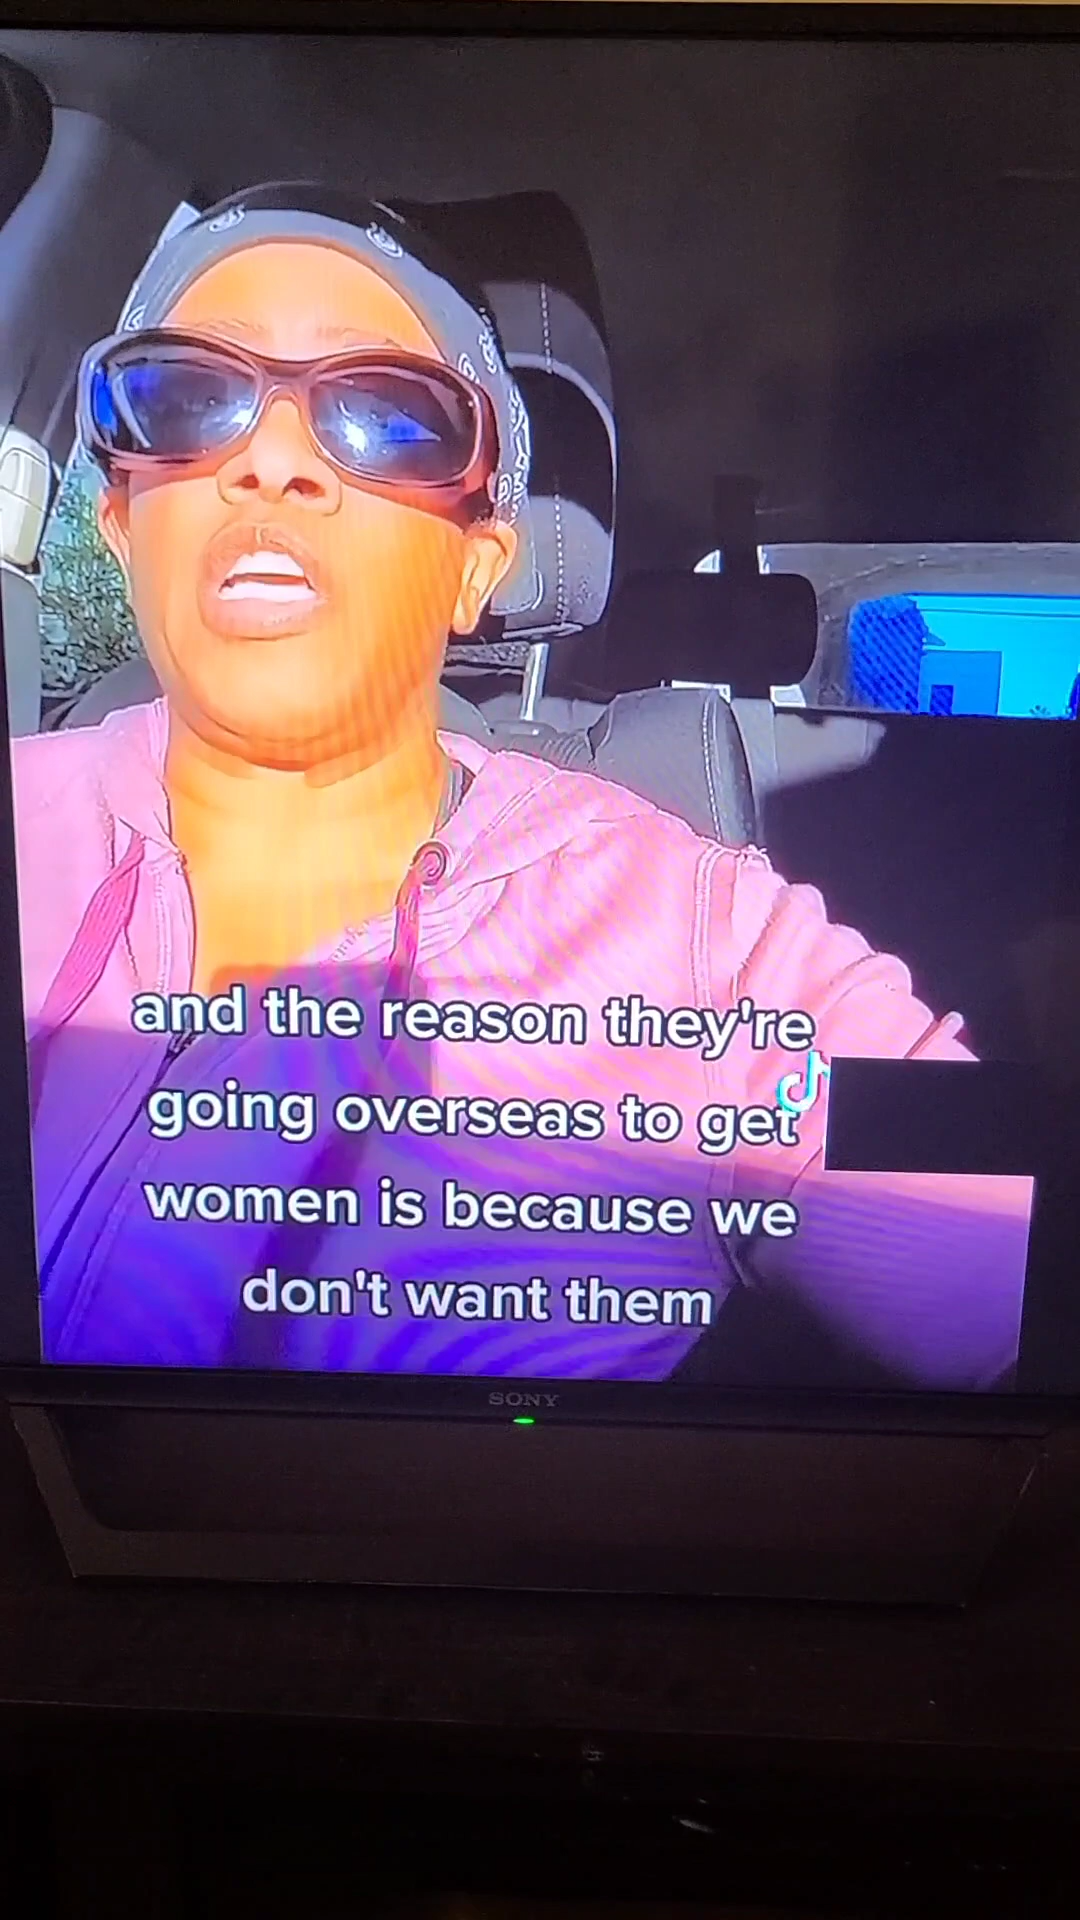 and the reason they're
going overseas to get
women is because we
don't want them
SONY